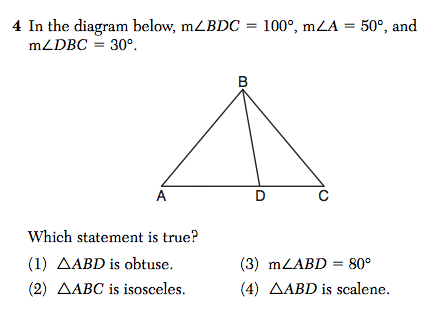 4 In the diagram below, m∠BDC = 100°, m∠A = 50°, and
m∠DBC = 30°.
B
A D C
Which statement is true?
(1) △ABD is obtuse. (3) m∠ABD = 80°
(2) △ABC is isosceles. (4) △ABD is scalene.